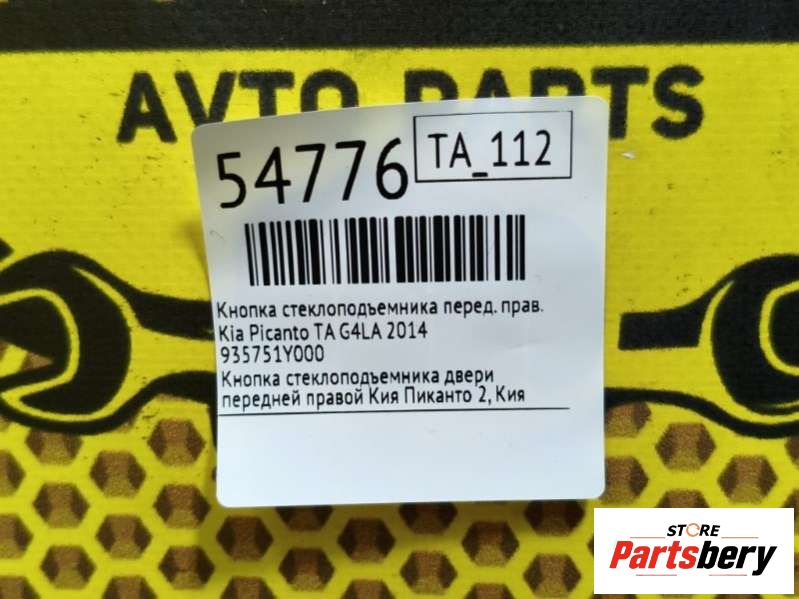 AVTO PARTS
54776
TA_112
Кнопка стеклоподъемника перед. прав.
Kia Picanto TA G4LA 2014
935751Y000
Кнопка стеклоподъемника двери
передней правой Кия Пиканто 2, Кия
STORE
Partsbery